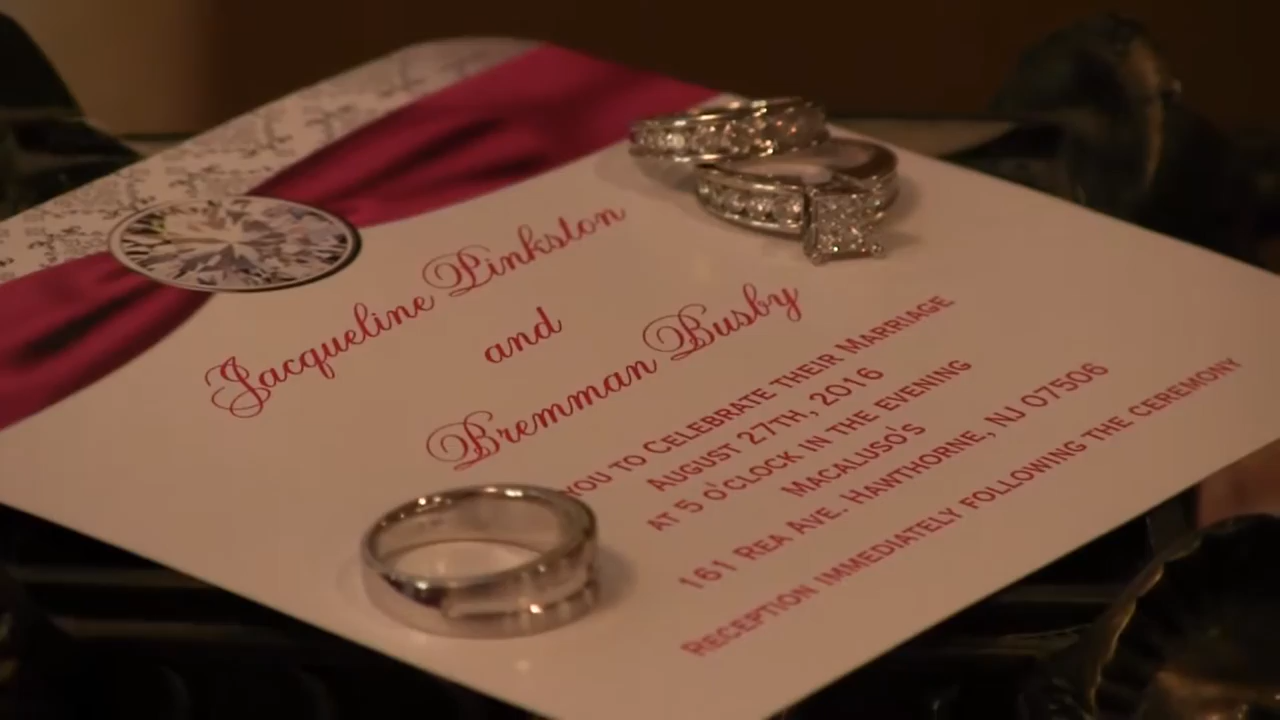 Jacqueline Pinkston
and
Bremman Busby
YOU TO CELEBRATE THEIR MARRIAGE
AUGUST 27TH, 2016
AT 5 O'CLOCK IN THE EVENING
MACALUSO'S
161 REA AVE. HAWTHORNE, NJ 07506
RECEPTION IMMEDIATELY FOLLOWING THE CEREMONY